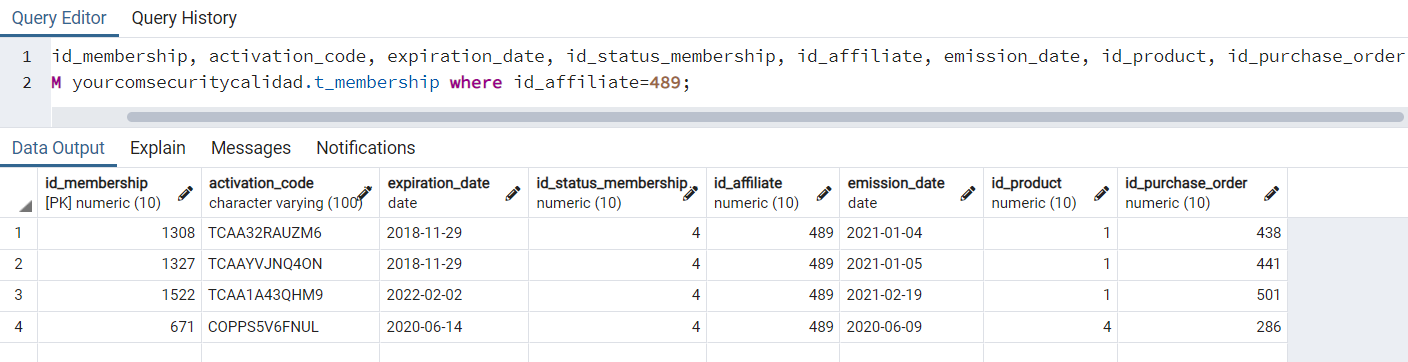 Query Editor Query History
1 id_membership, activation_code, expiration_date, id_status_membership, id_affiliate, emission_date, id_product, id_purchase_order
2 M yourcomsecuritycalidad.t_membership where id_affiliate=489;
Data Output Explain Messages Notifications
id_membership activation_code expiration_date id_status_membership id_affiliate emission_date id_product id_purchase_order
[PK] numeric (10) character varying (100) date numeric (10) numeric (10) date numeric (10) numeric (10)
1 1308 TCAA32RAUZM6 2018-11-29 4 489 2021-01-04 1 438
2 1327 TCAAYVJNQ4ON 2018-11-29 4 489 2021-01-05 1 441
3 1522 TCAA1A43QHM9 2022-02-02 4 489 2021-02-19 1 501
4 671 COPPS5V6FNUL 2020-06-14 4 489 2020-06-09 4 286